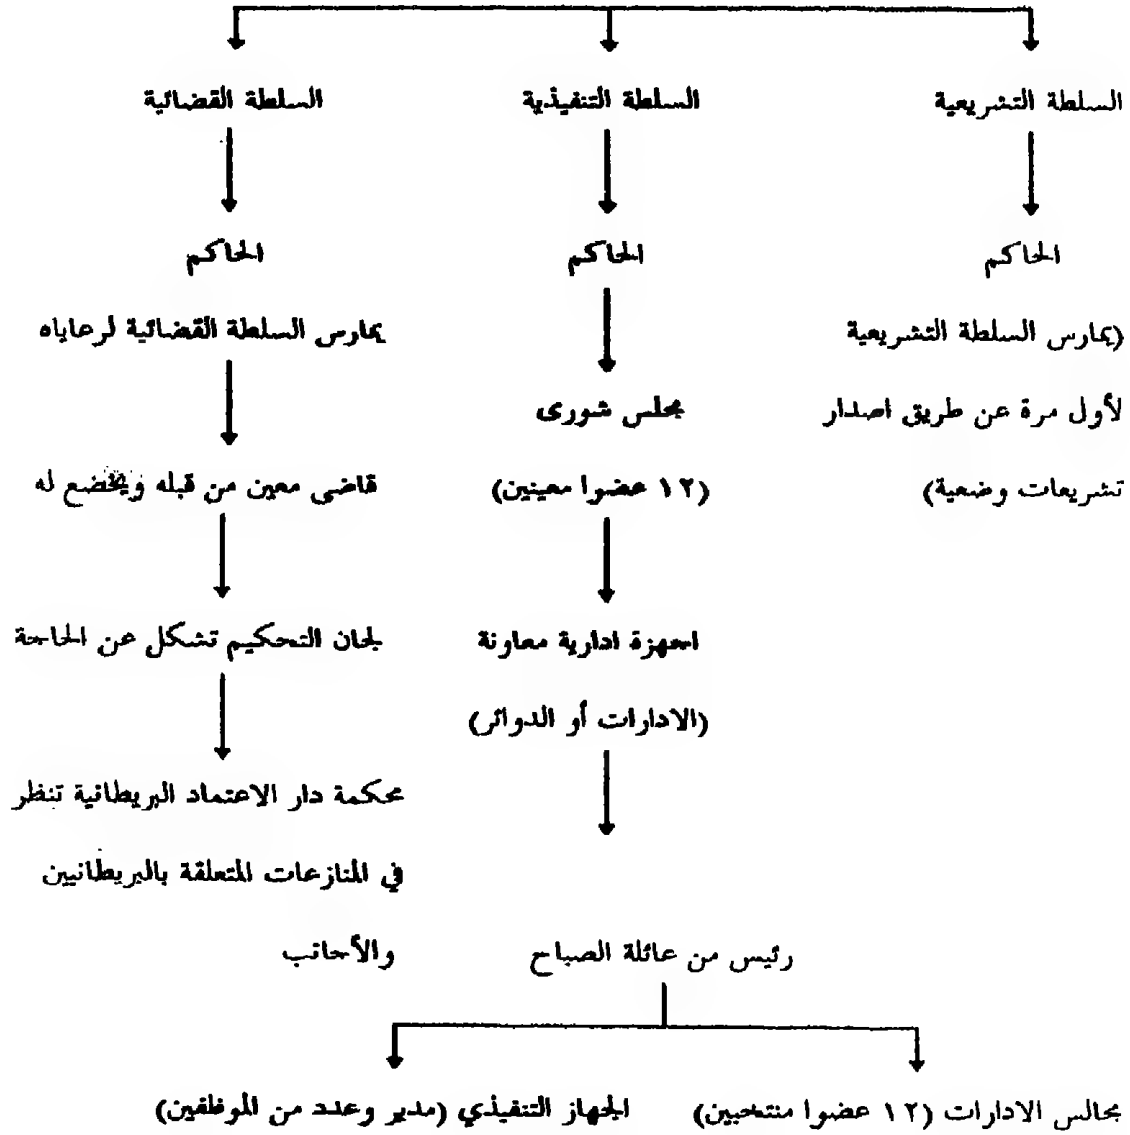 السلطة التشريعية
الحاكم
(يمارس السلطة التشريعية
لأول مرة عن طريق اصدار
تشريعات وضعية)
السلطة التنفيذية
الحاكم
مجلس شورى
(١٢ عضوا معينين)
اجهزة ادارية معاونة
(الادارات أو الدوائر)
رئيس من عائلة الصباح
مجالس الادارات (١٢ عضوا منتخبين)
الجهاز التنفيذي (مدير وعدد من الموظفين)
السلطة القضائية
الحاكم
يمارس السلطة القضائية لرعاياه
قاضى معين من قبله ويخضع له
لجان التحكيم تشكل عن الحاجة
محكمة دار الاعتماد البريطانية تنظر
في المنازعات المتعلقة بالبريطانيين
والأجانب